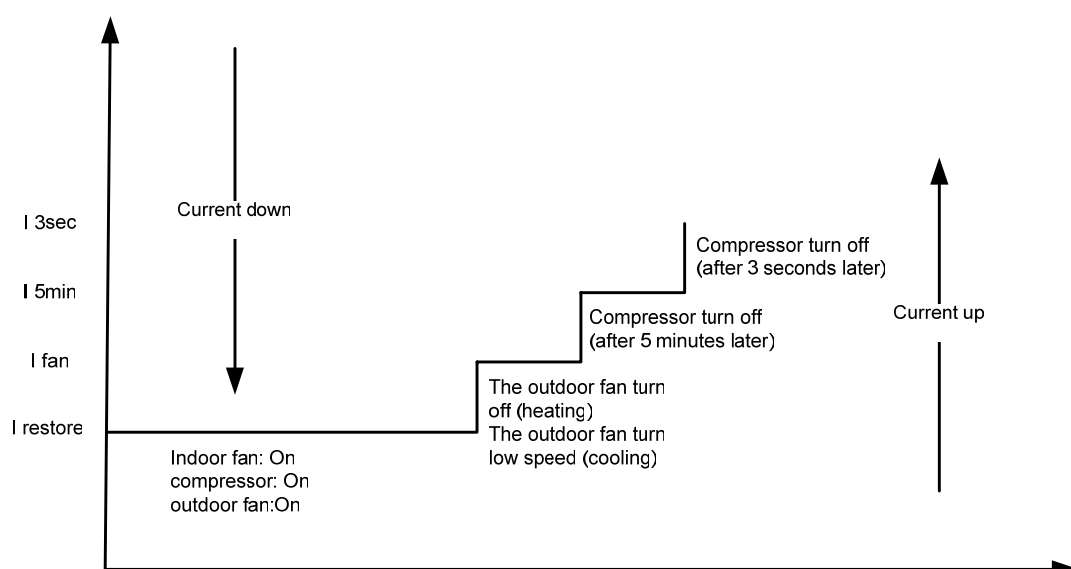 Current down
I 3sec
Compressor turn off
(after 3 seconds later)
I 5min
Compressor turn off
(after 5 minutes later)
Current up
I fan
The outdoor fan turn
off (heating)
The outdoor fan turn
low speed (cooling)
I restore
Indoor fan: On
compressor: On
outdoor fan:On